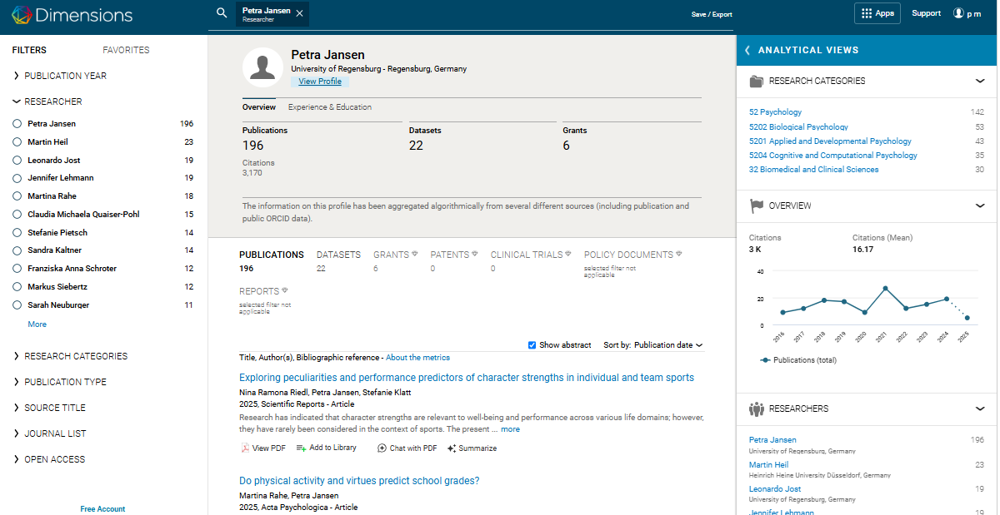 Dimensions
Petra Jansen
Researcher
Save / Export
Apps
Support
p m
FILTERS
FAVORITES
PUBLICATION YEAR
RESEARCHER
Petra Jansen 196
Martin Heil 23
Leonardo Jost 19
Jennifer Lehmann 19
Martina Rahe 18
Claudia Michaela Quaiser-Pohl 15
Stefanie Pietsch 14
Sandra Kaltner 14
Franziska Anna Schroter 12
Markus Siebertz 12
Sarah Neuburger 11
More
RESEARCH CATEGORIES
PUBLICATION TYPE
SOURCE TITLE
JOURNAL LIST
OPEN ACCESS
Free Account
Petra Jansen
University of Regensburg - Regensburg, Germany
View Profile
Overview
Experience & Education
Publications
196
Citations
3,170
Datasets
22
Grants
6
The information on this profile has been aggregated algorithmically from several different sources (including publication and
public ORCID data).
PUBLICATIONS
196
DATASETS
22
GRANTS
6
PATENTS
0
CLINICAL TRIALS
0
POLICY DOCUMENTS
selected filter not
applicable
REPORTS
selected filter not
applicable
Show abstract
Sort by: Publication date
Title, Author(s), Bibliographic reference - About the metrics
Exploring peculiarities and performance predictors of character strengths in individual and team sports
Nina Ramona Riedl, Petra Jansen, Stefanie Klatt
2025, Scientific Reports - Article
Research has indicated that character strengths are relevant to well-being and performance across various life domains; however,
they have rarely been considered in the context of sports. The present ... more
View PDF
Add to Library
Chat with PDF
Summarize
Do physical activity and virtues predict school grades?
Martina Rahe, Petra Jansen
2025, Acta Psychologica - Article
ANALYTICAL VIEWS
RESEARCH CATEGORIES
52 Psychology 142
5202 Biological Psychology 53
5201 Applied and Developmental Psychology 43
5204 Cognitive and Computational Psychology 35
32 Biomedical and Clinical Sciences 30
OVERVIEW
Citations
3 K
Citations (Mean)
16.17
40
20
0
2016
2017
2018
2019
2020
2021
2022
2023
2024
2025
Publications (total)
RESEARCHERS
Petra Jansen 196
University of Regensburg, Germany
Martin Heil 23
Heinrich Heine University Düsseldorf, Germany
Leonardo Jost 19
University of Regensburg, Germany
Jennifer Lehmann 19